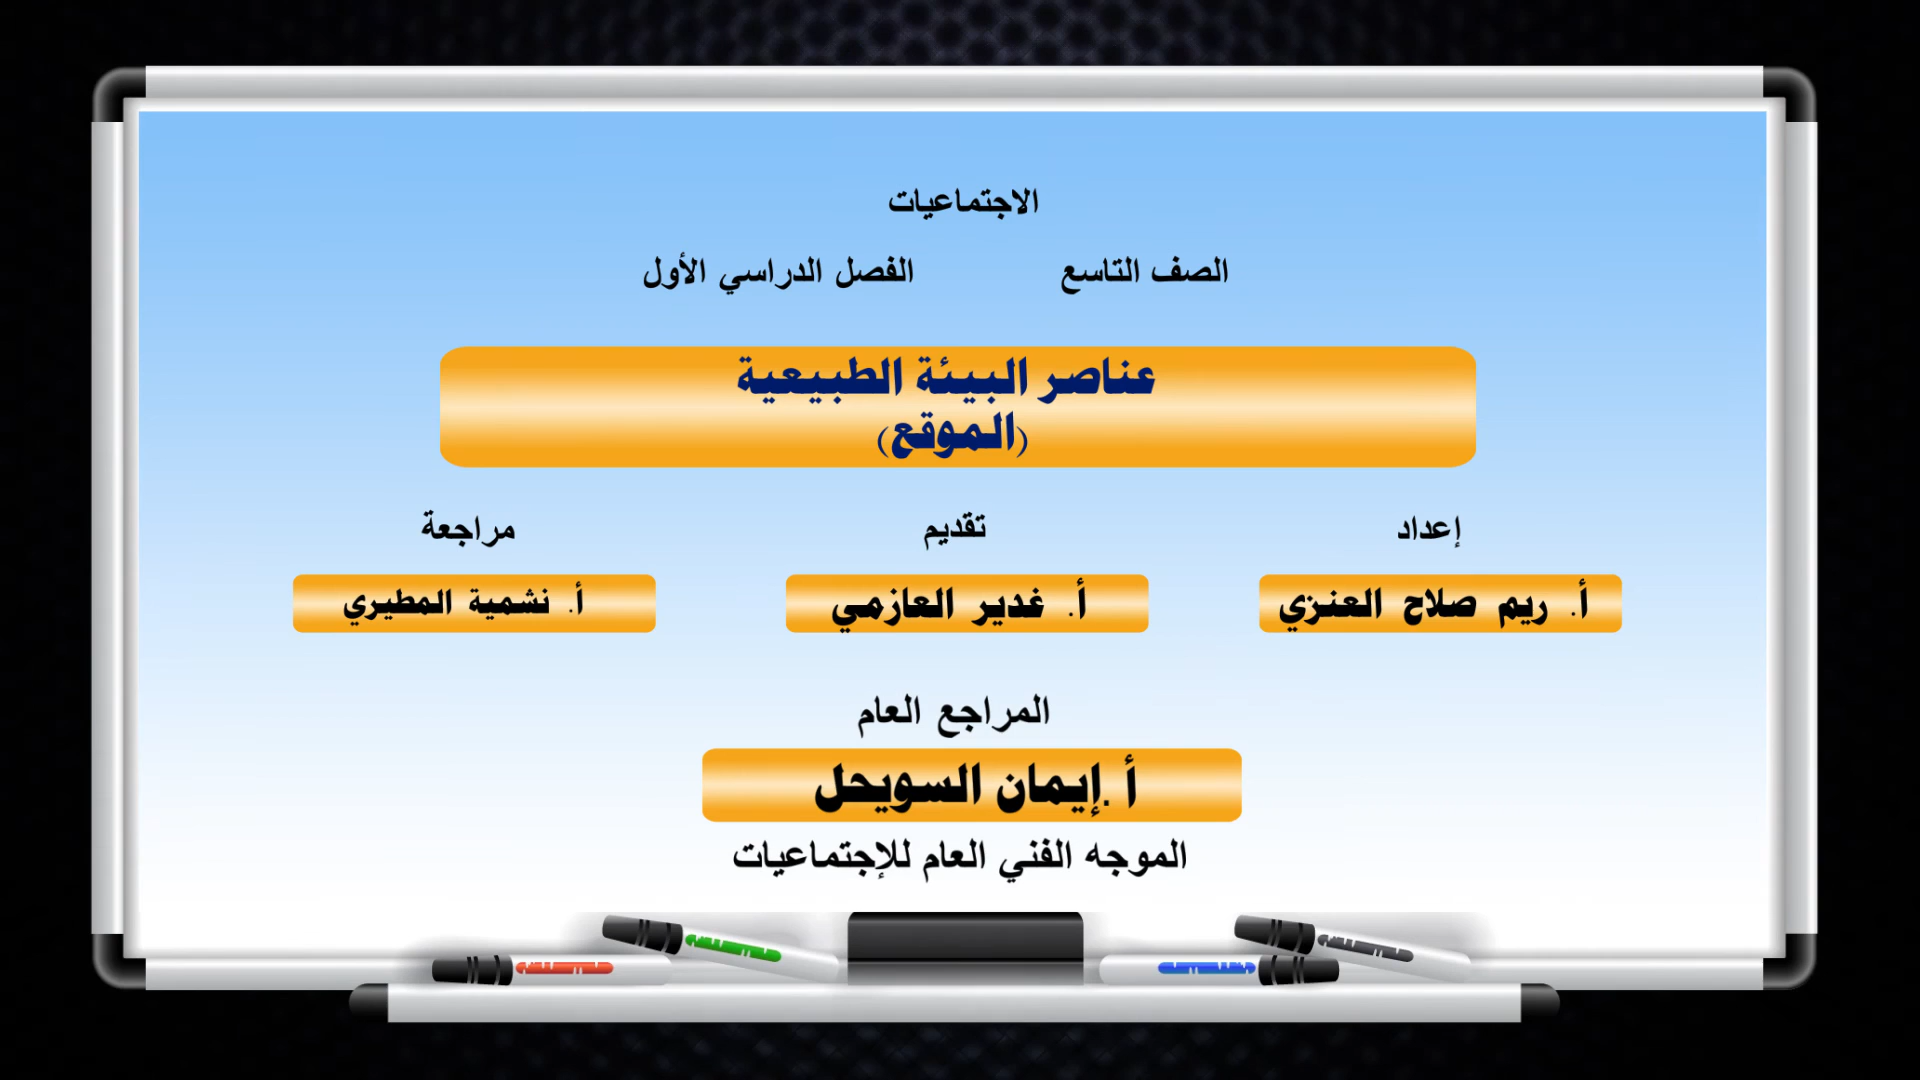 الاجتماعيات
الصف التاسع الفصل الدراسي الأول
عناصر البيئة الطبيعية
(الموقع)
إعداد تقديم مراجعة
أ. ريم صلاح العنزي أ. غدير العازمي أ. نشمية المطيري
المراجع العام
أ .إيمان السويحل
الموجه الفني العام للإجتماعيات